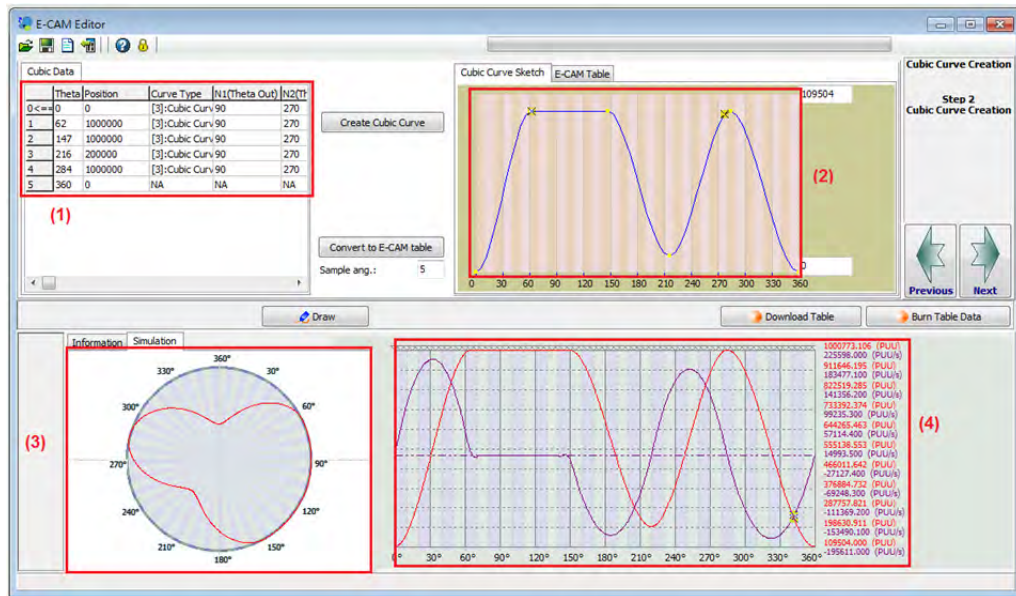 E-CAM Editor
Cubic Data
Theta Position Curve Type N1(Theta Out) N2(Th
0<== 0 0 [3]:Cubic Curv 90 270
1 62 1000000 [3]:Cubic Curv 90 270
2 147 1000000 [3]:Cubic Curv 90 270
3 216 200000 [3]:Cubic Curv 90 270
4 284 1000000 [3]:Cubic Curv 90 270
5 360 0 NA NA NA
(1)
Create Cubic Curve
Convert to E-CAM table
Sample ang.: 5
Cubic Curve Sketch E-CAM Table
109504
(2)
0
0 30 60 90 120 150 180 210 240 270 300 330 360
Cubic Curve Creation
Step 2
Cubic Curve Creation
Previous Next
Draw
Download Table
Burn Table Data
Information Simulation
(3)
360°
330° 30°
300° 60°
270° 90°
240° 120°
210° 150°
180°
1000773.106 (PUU)
225598.000 (PUU/s)
911646.195 (PUU)
183477.100 (PUU/s)
822519.285 (PUU)
141356.200 (PUU/s)
733392.374 (PUU)
99235.300 (PUU/s)
644265.463 (PUU)
57114.400 (PUU/s)
555138.553 (PUU)
14993.500 (PUU/s)
466011.642 (PUU)
-27127.400 (PUU/s)
376884.732 (PUU)
-69248.300 (PUU/s)
287757.821 (PUU)
-111369.200 (PUU/s)
198630.911 (PUU)
-153490.100 (PUU/s)
109504.000 (PUU)
-195611.000 (PUU/s)
(4)
0° 30° 60° 90° 120° 150° 180° 210° 240° 270° 300° 330° 360°